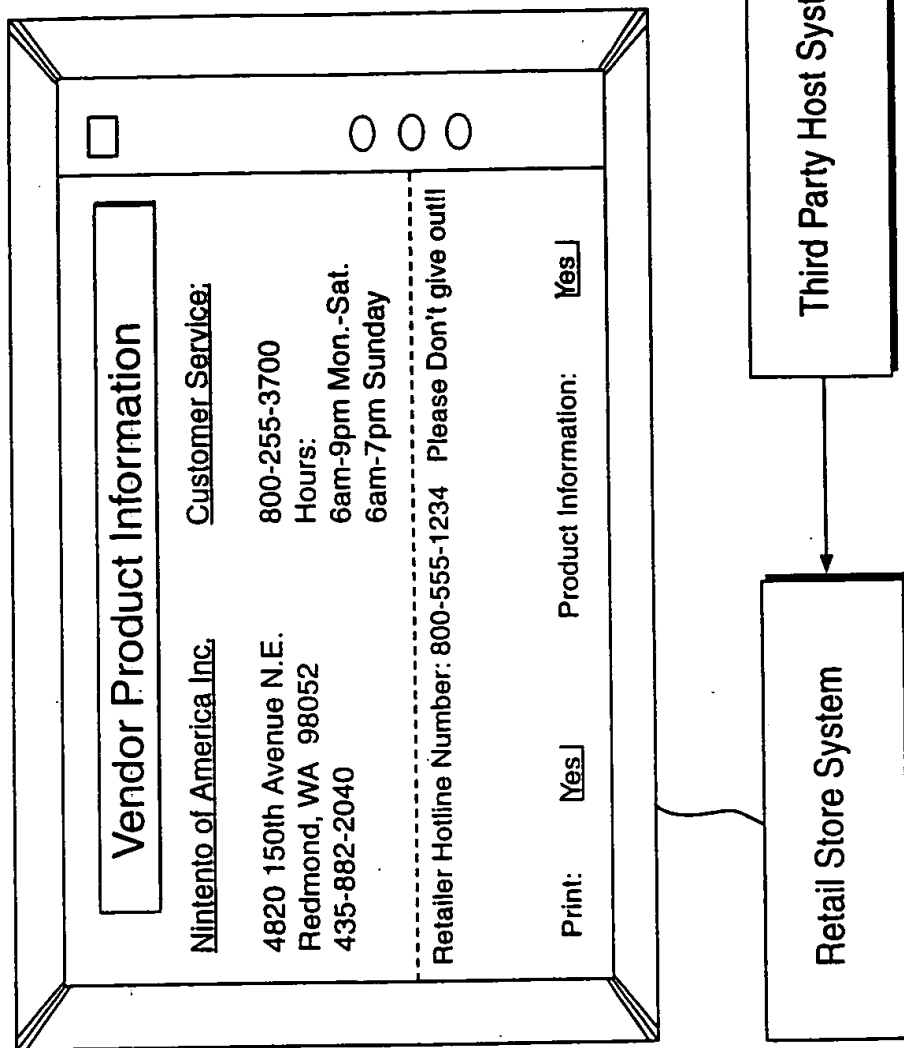 Vendor Product Information
Nintento of America Inc.
4820 150th Avenue N.E.
Redmond, WA 98052
435-882-2040
Customer Service:
800-255-3700
Hours:
6am-9pm Mon.-Sat.
6am-7pm Sunday
Retailer Hotline Number: 800-555-1234 Please Don't give out!!
Print: Yes Product Information: Yes
Retail Store System
Third Party Host Syst